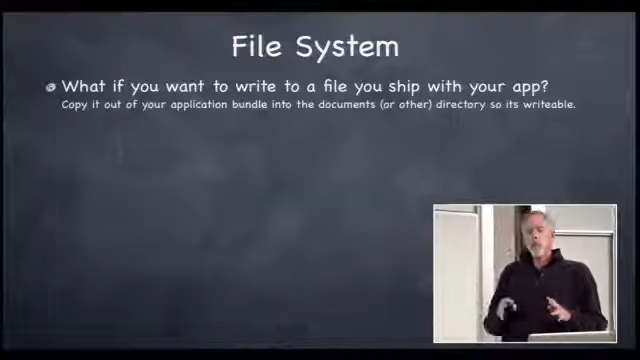 File System
What if you want to write to a file you ship with your app?
Copy it out of your application bundle into the documents (or other) directory so its writeable.